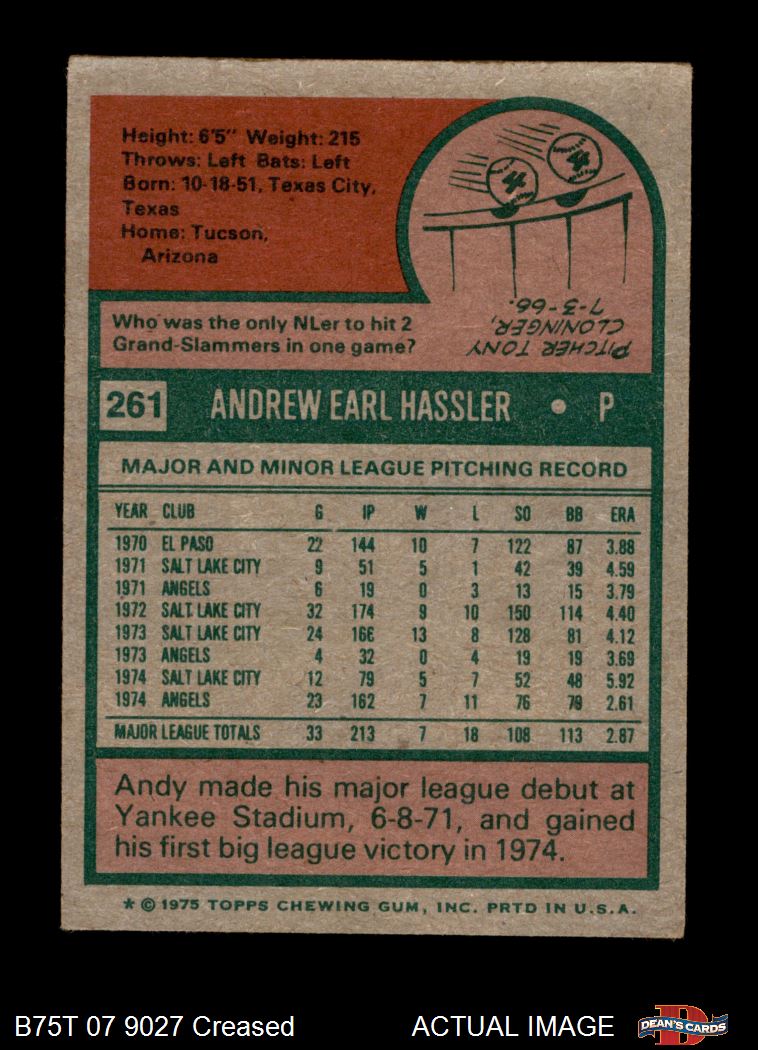 Height: 6'5" Weight: 215
Throws: Left Bats: Left
Born: 10-18-51, Texas City,
Texas
Home: Tucson,
Arizona
Who was the only NLer to hit 2
Grand-Slammers in one game?
PITCHER TONY
CLONINGER,
7-3-66.
261 ANDREW EARL HASSLER • P
MAJOR AND MINOR LEAGUE PITCHING RECORD
YEAR CLUB G IP W L SO BB ERA
1970 EL PASO 22 144 10 7 122 87 3.88
1971 SALT LAKE CITY 9 51 5 1 42 39 4.59
1971 ANGELS 6 19 0 3 13 15 3.79
1972 SALT LAKE CITY 32 174 9 10 150 114 4.40
1973 SALT LAKE CITY 24 166 13 8 128 81 4.12
1973 ANGELS 4 32 0 4 19 19 3.69
1974 SALT LAKE CITY 12 79 5 7 52 48 5.92
1974 ANGELS 23 162 7 11 76 79 2.61
MAJOR LEAGUE TOTALS 33 213 7 18 108 113 2.87
Andy made his major league debut at
Yankee Stadium, 6-8-71, and gained
his first big league victory in 1974.
* © 1975 TOPPS CHEWING GUM, INC. PRTD IN U.S.A.
B75T 07 9027 Creased ACTUAL IMAGE
D
DEAN'S CARDS